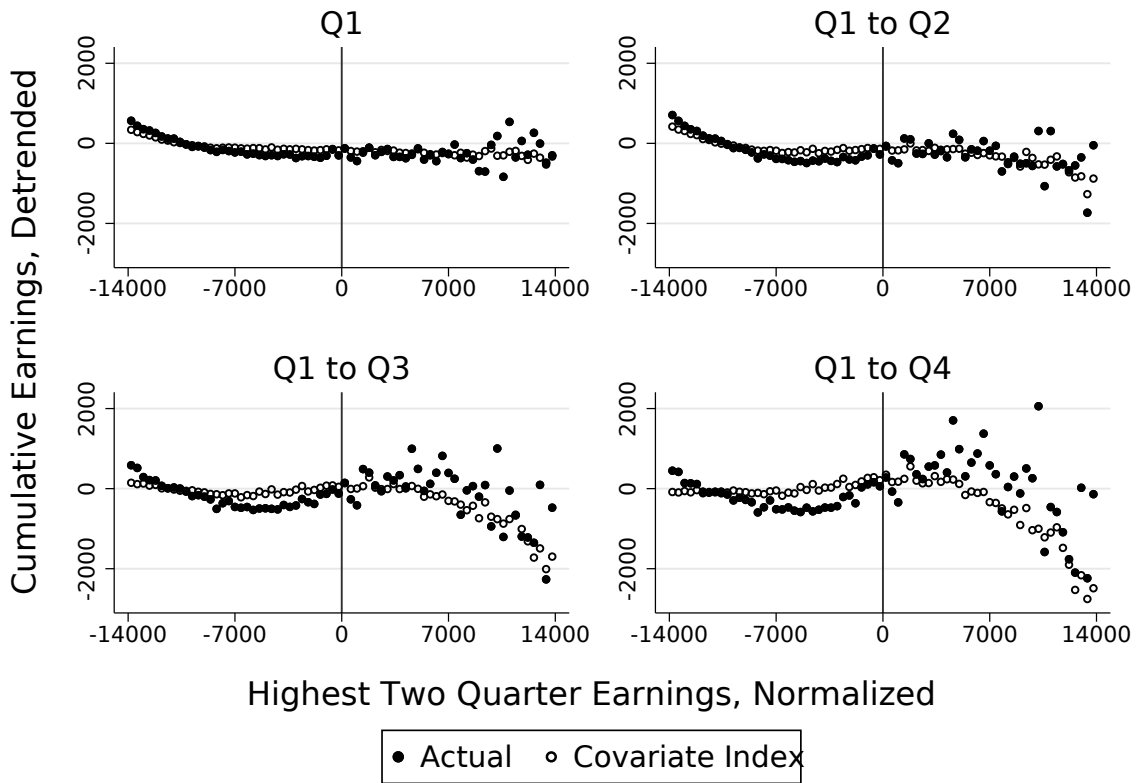 Q1
Q1 to Q2
Cumulative Earnings, Detrended
2000
0
-2000
-14000 -7000 0 7000 14000
2000
0
-2000
-14000 -7000 0 7000 14000
Q1 to Q3
Q1 to Q4
2000
0
-2000
-14000 -7000 0 7000 14000
2000
0
-2000
-14000 -7000 0 7000 14000
Highest Two Quarter Earnings, Normalized
Actual Covariate Index